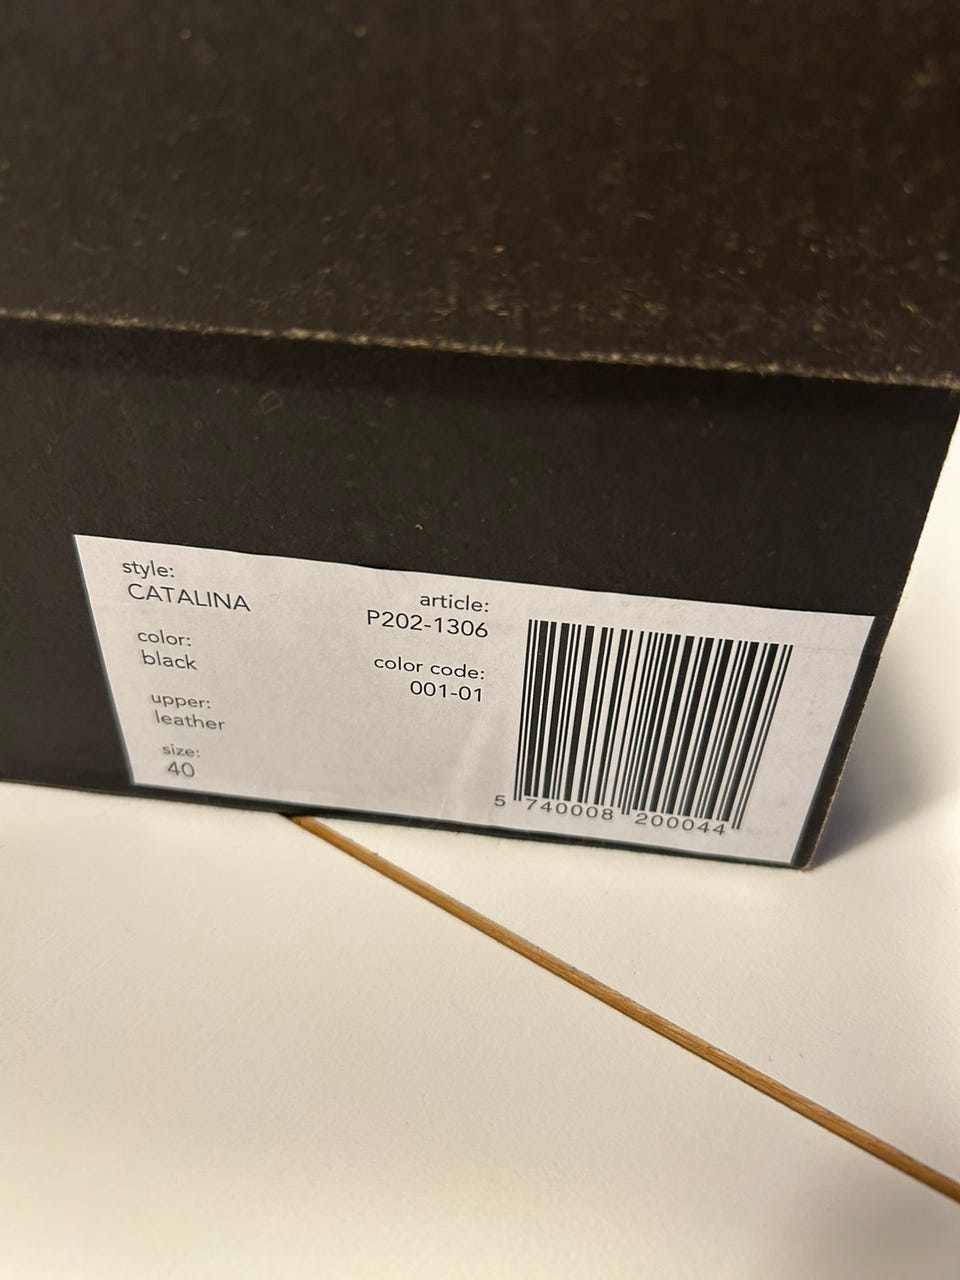 style:
CATALINA
color:
black
upper:
leather
size:
40
article:
P202-1306
color code:
001-01
5 740008 200044